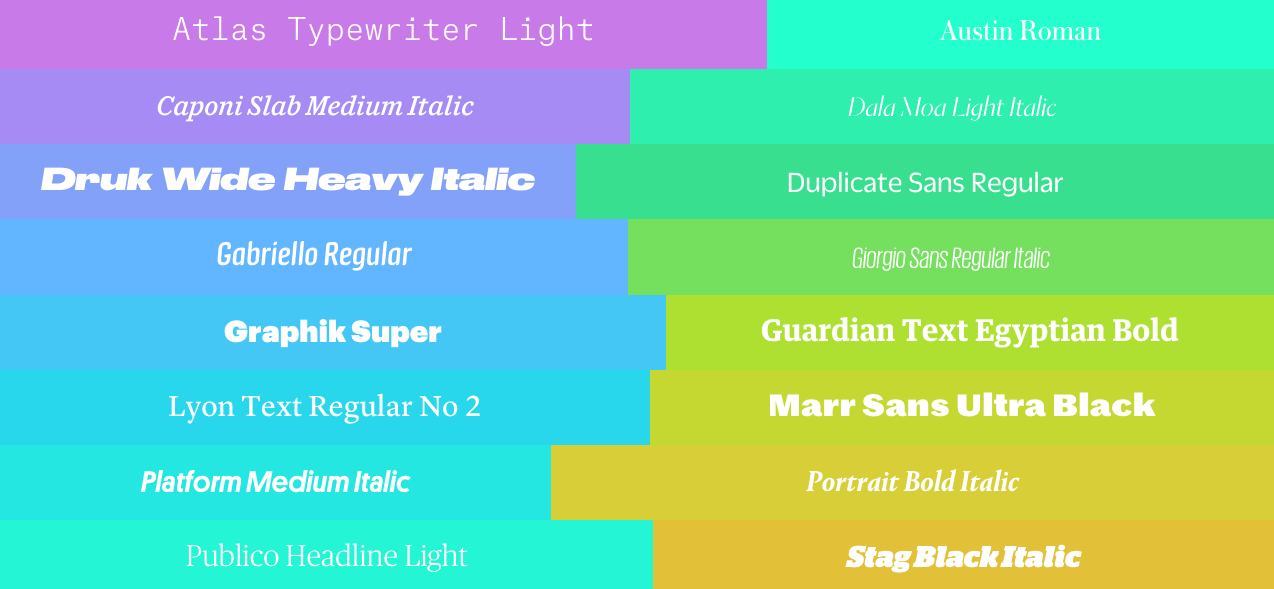 Atlas Typewriter Light
Austin Roman
Caponi Slab Medium Italic
Dala Moa Light Italic
Druk Wide Heavy Italic
Duplicate Sans Regular
Gabriello Regular
Giorgio Sans Regular Italic
Graphik Super
Guardian Text Egyptian Bold
Lyon Text Regular No 2
Marr Sans Ultra Black
Platform Medium Italic
Portrait Bold Italic
Publico Headline Light
Stag Black Italic